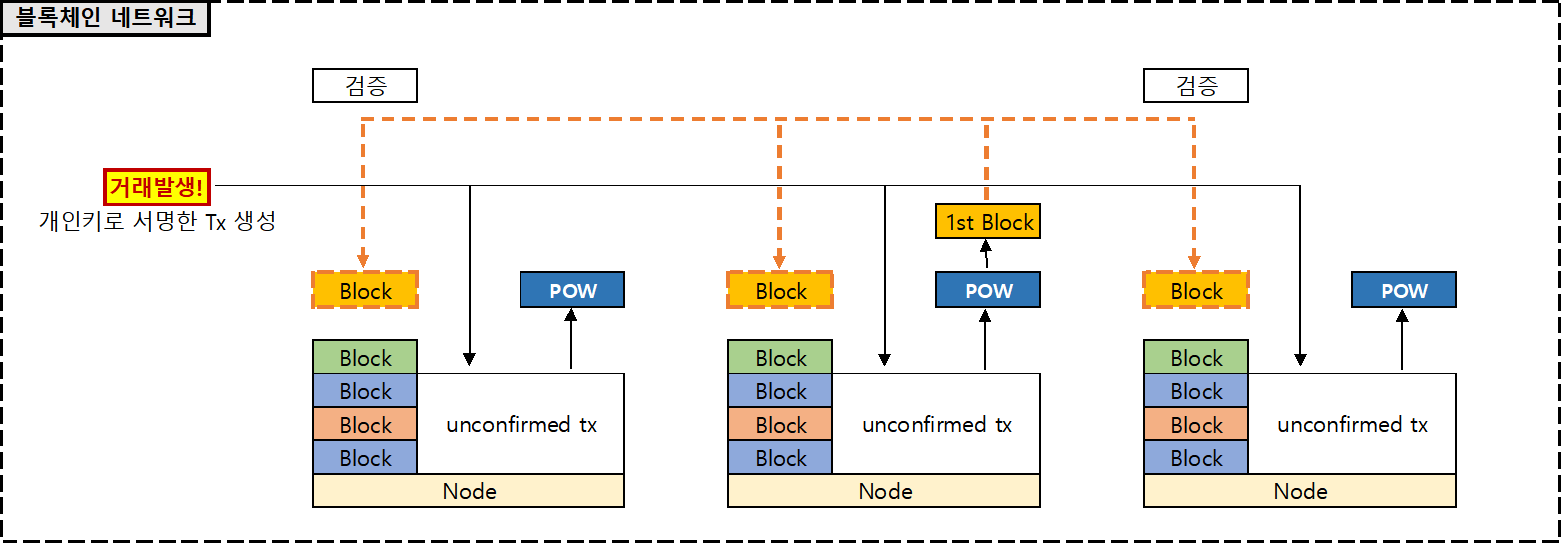 블록체인 네트워크
검증
검증
거래발생!
개인키로 서명한 Tx 생성
1st Block
Block
POW
Block
POW
Block
POW
Block
Block
Block
Block
unconfirmed tx
Block
unconfirmed tx
Block
unconfirmed tx
Block
Block
Block
Block
Block
Block
Node
Node
Node